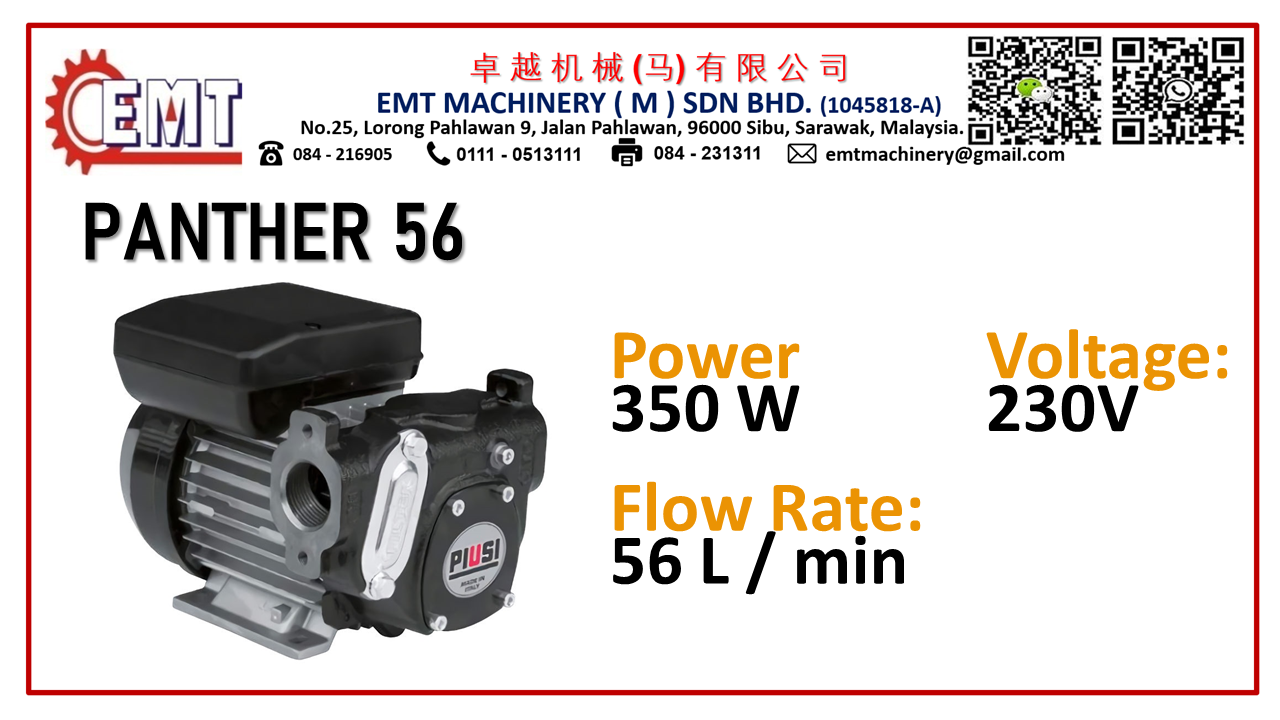 EMT
卓越机械(马)有限公司
EMT MACHINERY ( M ) SDN BHD. (1045818-A)
No.25, Lorong Pahlawan 9, Jalan Pahlawan, 96000 Sibu, Sarawak, Malaysia.
084 - 216905 0111 - 0513111 084 - 231311 emtmachinery@gmail.com
PANTHER 56
Power
350 W
Voltage:
230V
Flow Rate:
56 L / min
PIUSI
MADE IN
ITALY